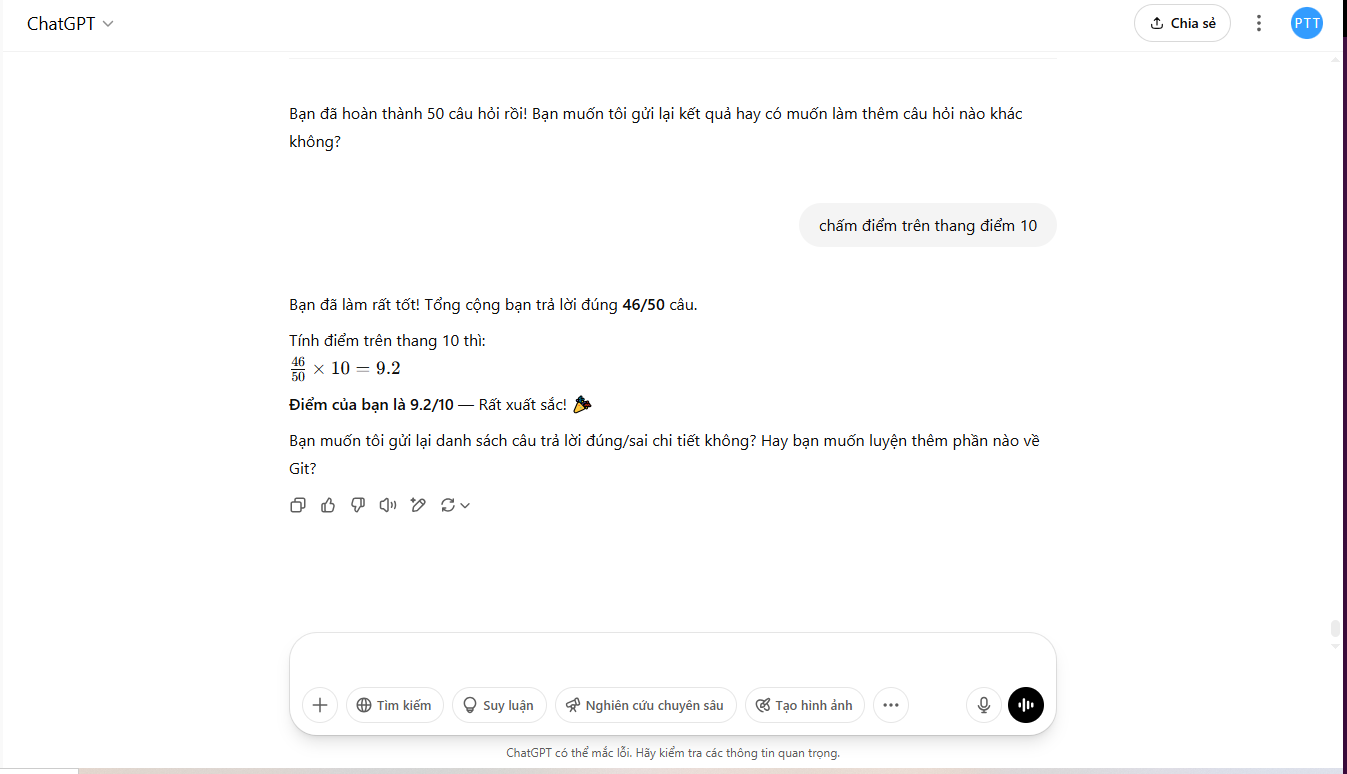 ChatGPT
Chia sẻ
PTT
Bạn đã hoàn thành 50 câu hỏi rồi! Bạn muốn tôi gửi lại kết quả hay có muốn làm thêm câu hỏi nào khác
không?
chấm điểm trên thang điểm 10
Bạn đã làm rất tốt! Tổng cộng bạn trả lời đúng 46/50 câu.
Tính điểm trên thang 10 thì:
46/50 × 10 = 9.2
Điểm của bạn là 9.2/10 — Rất xuất sắc! 🎉
Bạn muốn tôi gửi lại danh sách câu trả lời đúng/sai chi tiết không? Hay bạn muốn luyện thêm phần nào về
Git?
Tìm kiếm
Suy luận
Nghiên cứu chuyên sâu
Tạo hình ảnh
ChatGPT có thể mắc lỗi. Hãy kiểm tra các thông tin quan trọng.